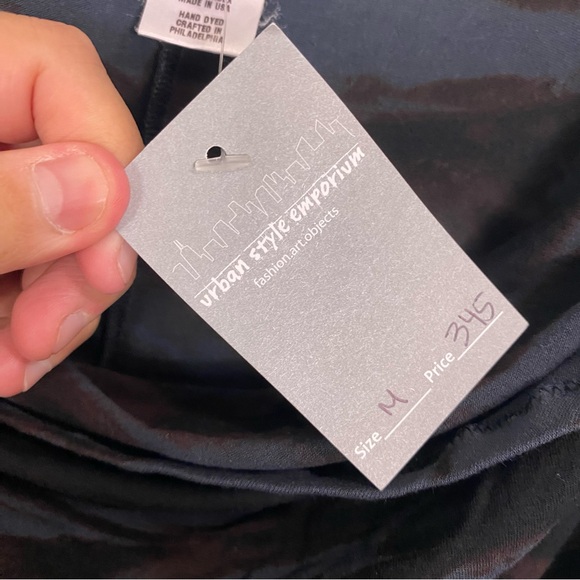 MADE IN USA
HAND DYED
CRAFTED IN
PHILADELPHIA
urban style emporium
fashion.art.objects
Size M Price 345